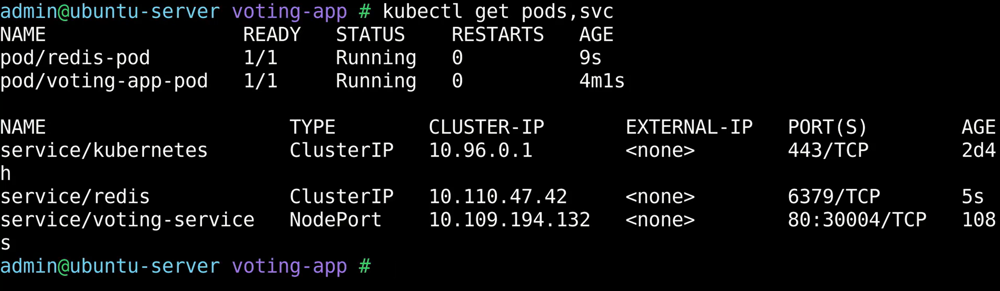 admin@ubuntu-server voting-app # kubectl get pods,svc
NAME                 READY   STATUS    RESTARTS   AGE
pod/redis-pod        1/1     Running   0          9s
pod/voting-app-pod   1/1     Running   0          4m1s

NAME                     TYPE        CLUSTER-IP       EXTERNAL-IP   PORT(S)        AGE
service/kubernetes       ClusterIP   10.96.0.1        <none>        443/TCP        2d4
h
service/redis            ClusterIP   10.110.47.42     <none>        6379/TCP       5s
service/voting-service   NodePort    10.109.194.132   <none>        80:30004/TCP   108
s
admin@ubuntu-server voting-app #